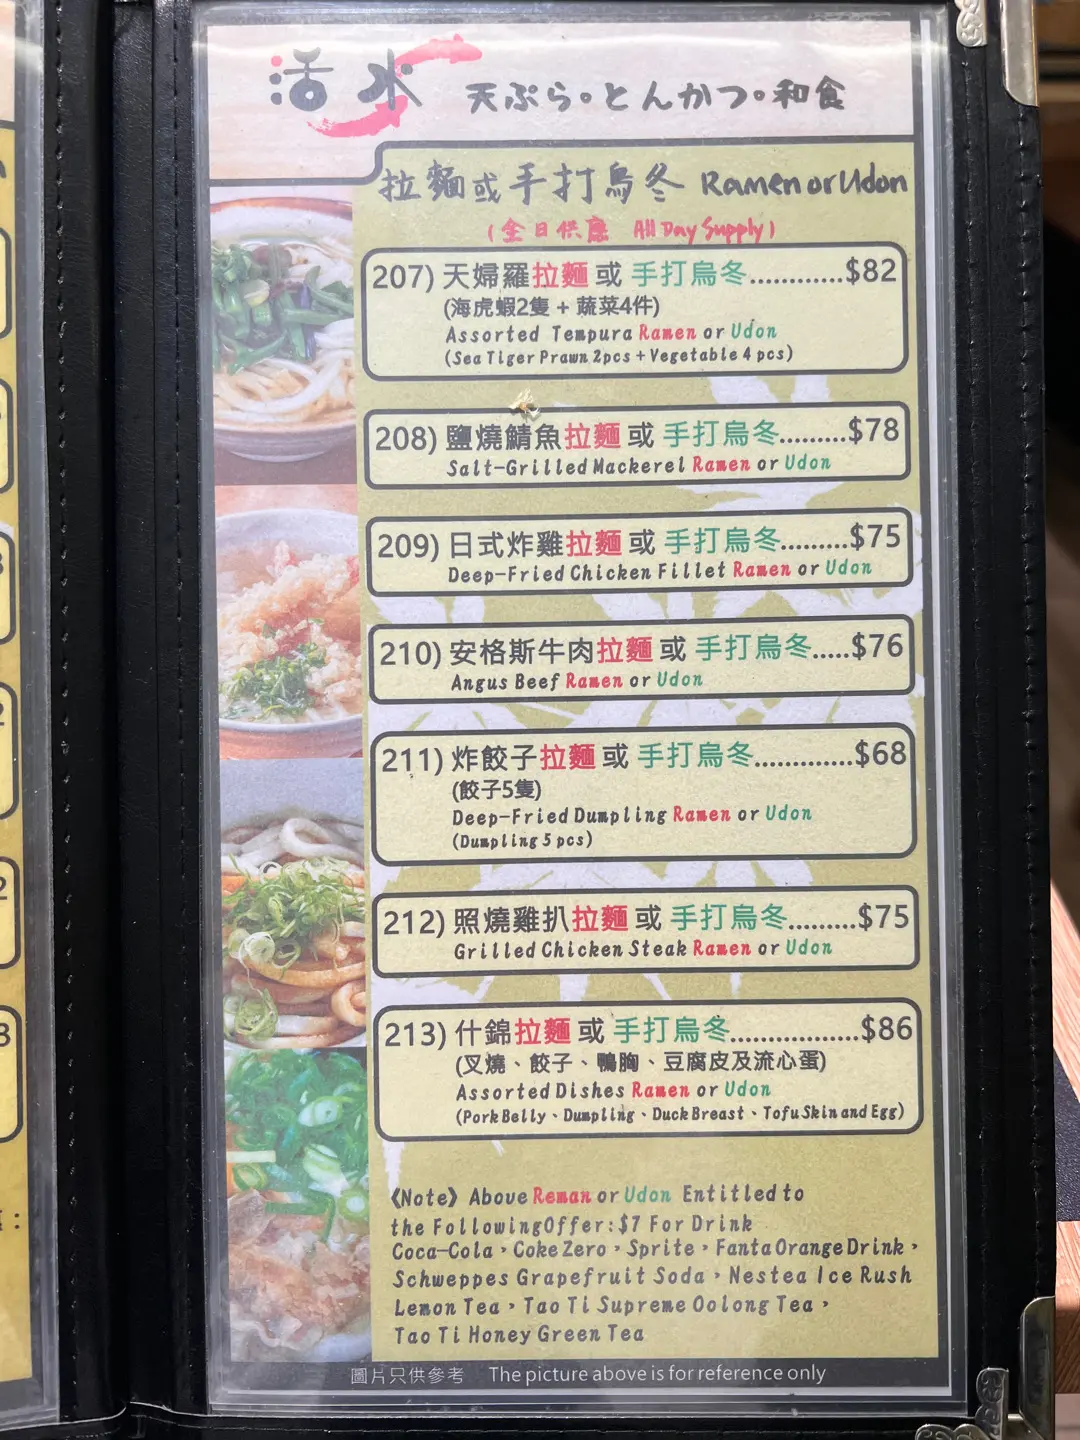 活水 天ぷら。とんかつ。和食
拉麵或手打烏冬 Ramen or Udon
(全日供應 All Day Supply)
207) 天婦羅拉麵 或 手打烏冬............$82
(海虎蝦2隻 + 蔬菜4件)
Assorted Tempura Ramen or Udon
(Sea Tiger Prawn 2pcs + Vegetable 4 pcs)
208) 鹽燒鯖魚拉麵 或 手打烏冬.........$78
Salt-Grilled Mackerel Ramen or Udon
209) 日式炸雞拉麵 或 手打烏冬.........$75
Deep-Fried Chicken Fillet Ramen or Udon
210) 安格斯牛肉拉麵 或 手打烏冬.....$76
Angus Beef Ramen or Udon
211) 炸餃子拉麵 或 手打烏冬.............$68
(餃子5隻)
Deep-Fried Dumpling Ramen or Udon
(Dumpling 5 pcs)
212) 照燒雞扒拉麵 或 手打烏冬.........$75
Grilled Chicken Steak Ramen or Udon
213) 什錦拉麵 或 手打烏冬.................$86
(叉燒、餃子、鴨胸、豆腐皮及流心蛋)
Assorted Dishes Ramen or Udon
(Pork Belly、Dumpling、Duck Breast、Tofu Skin and Egg)
《Note》Above Reman or Udon Entitled to
the Following Offer: $7 For Drink
Coca-Cola，Coke Zero，Sprite，Fanta Orange Drink，
Schweppes Grapefruit Soda，Nestea Ice Rush
Lemon Tea，Tao Ti Supreme Oolong Tea，
Tao Ti Honey Green Tea
圖片只供參考 The picture above is for reference only